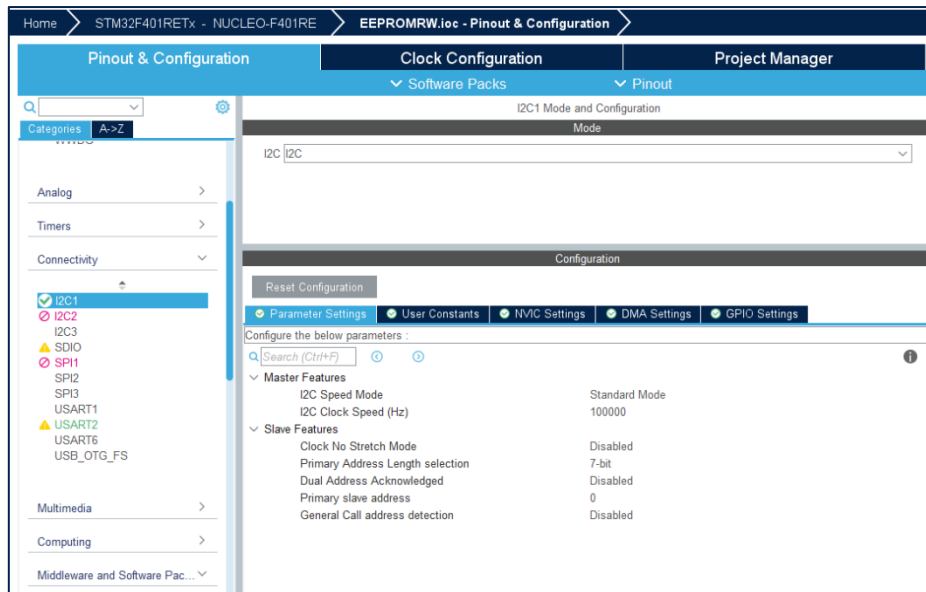 Home STM32F401RETx - NUCLEO-F401RE EEPROMRW.ioc - Pinout & Configuration
Pinout & Configuration Clock Configuration Project Manager
Software Packs Pinout
Categories A->Z
Analog
Timers
Connectivity
I2C1
I2C2
I2C3
SDIO
SPI1
SPI2
SPI3
USART1
USART2
USART6
USB_OTG_FS
Multimedia
Computing
Middleware and Software Pac...
I2C1 Mode and Configuration
Mode
I2C I2C
Configuration
Reset Configuration
Parameter Settings User Constants NVIC Settings DMA Settings GPIO Settings
Configure the below parameters :
Search (Ctrl+F)
Master Features
I2C Speed Mode Standard Mode
I2C Clock Speed (Hz) 100000
Slave Features
Clock No Stretch Mode Disabled
Primary Address Length selection 7-bit
Dual Address Acknowledged Disabled
Primary slave address 0
General Call address detection Disabled